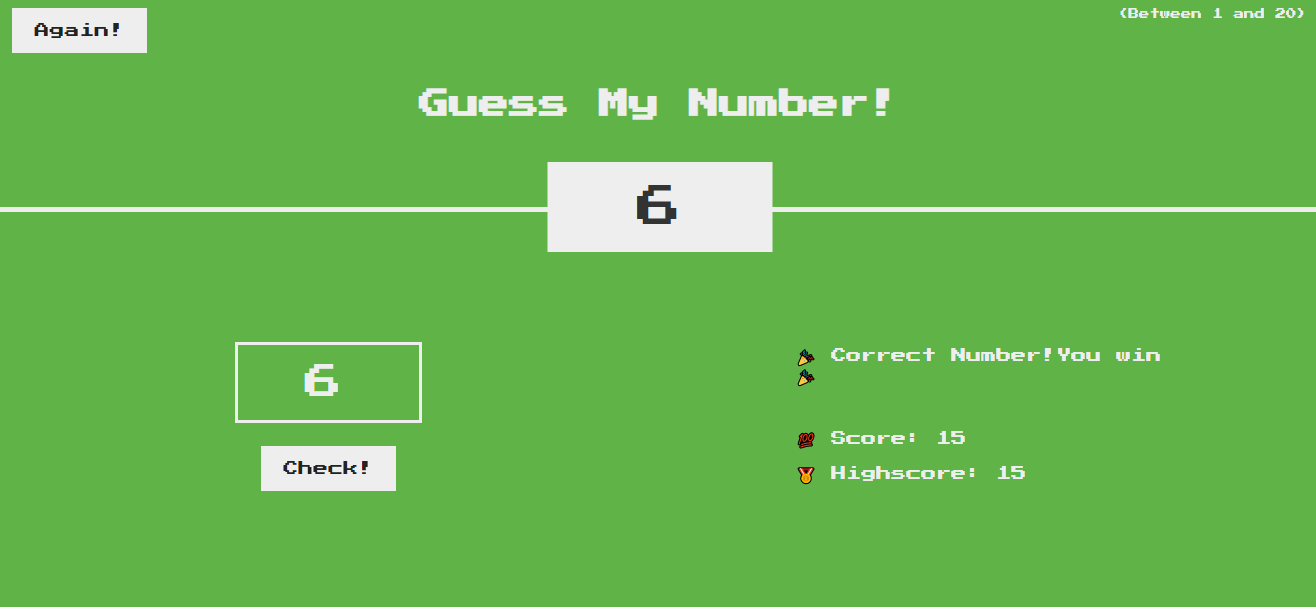 Again!
(Between 1 and 20)
Guess My Number!
6
6
Check!
🎉 Correct Number!You win
🎉
💯 Score: 15
🥇 Highscore: 15